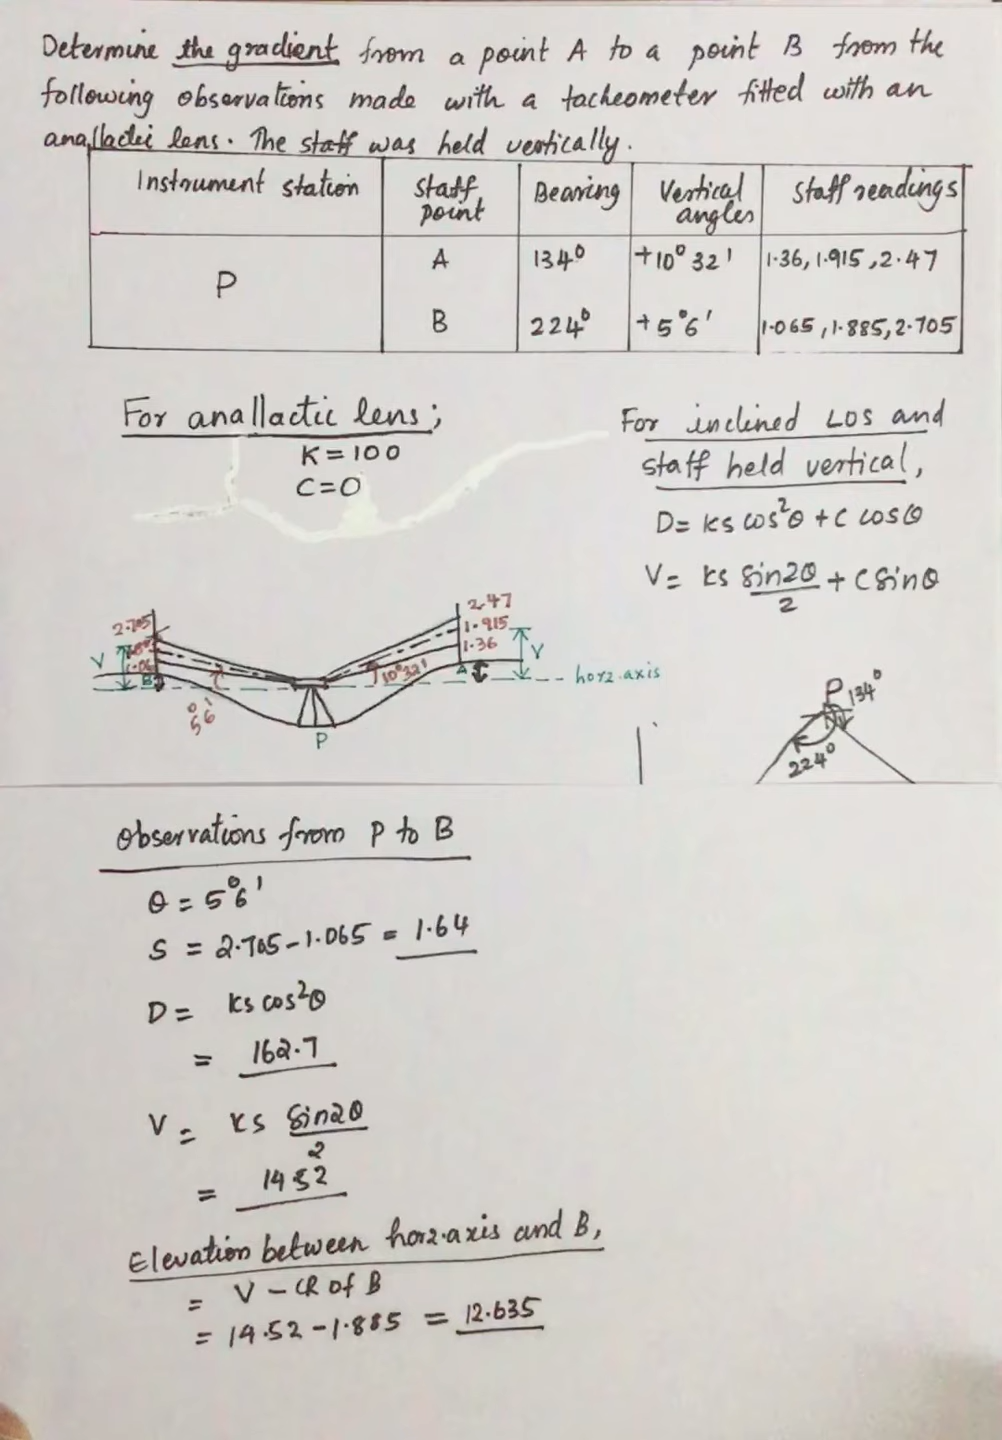 Determine the gradient from a point A to a point B from the
following observations made with a tacheometer fitted with an
anallactic lens. The staff was held vertically.
Instrument station Staff point Bearing Vertical angles Staff readings
P A 134° +10° 32' 1.36, 1.915, 2.47
B 224° +5°6' 1.065, 1.885, 2.705
For anallactic lens;
K = 100
C = 0
For inclined LOS and
staff held vertical,
D = ks cos²θ + c cosθ
V = ks sin2θ/2 + c sinθ
2.705
V
B
5°6'
P
2.47
1.915
1.36
10°32'
A
V
horz.axis
P
134°
224°
Observations from P to B
θ = 5°6'
S = 2.705 - 1.065 = 1.64
D = ks cos²θ
= 162.7
V = ks sin2θ/2
= 14.52
Elevation between horz.axis and B,
= V - CR of B
= 14.52 - 1.885 = 12.635